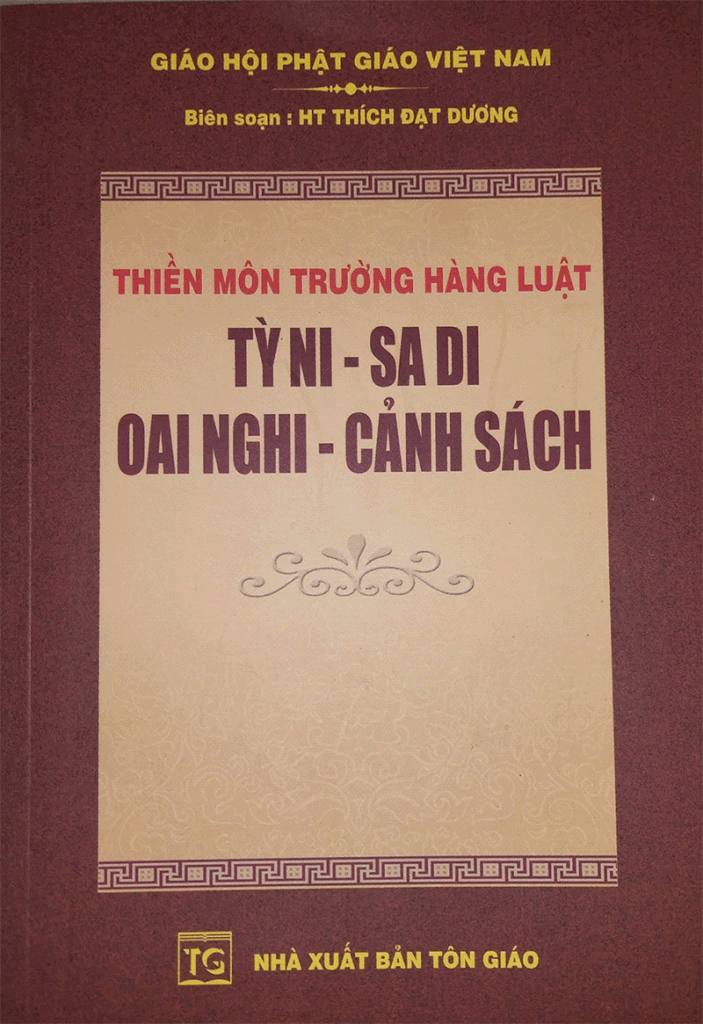 GIÁO HỘI PHẬT GIÁO VIỆT NAM
Biên soạn : HT THÍCH ĐẠT DƯƠNG
THIỀN MÔN TRƯỜNG HÀNG LUẬT
TỲ NI - SA DI
OAI NGHI - CẢNH SÁCH
TG
NHÀ XUẤT BẢN TÔN GIÁO